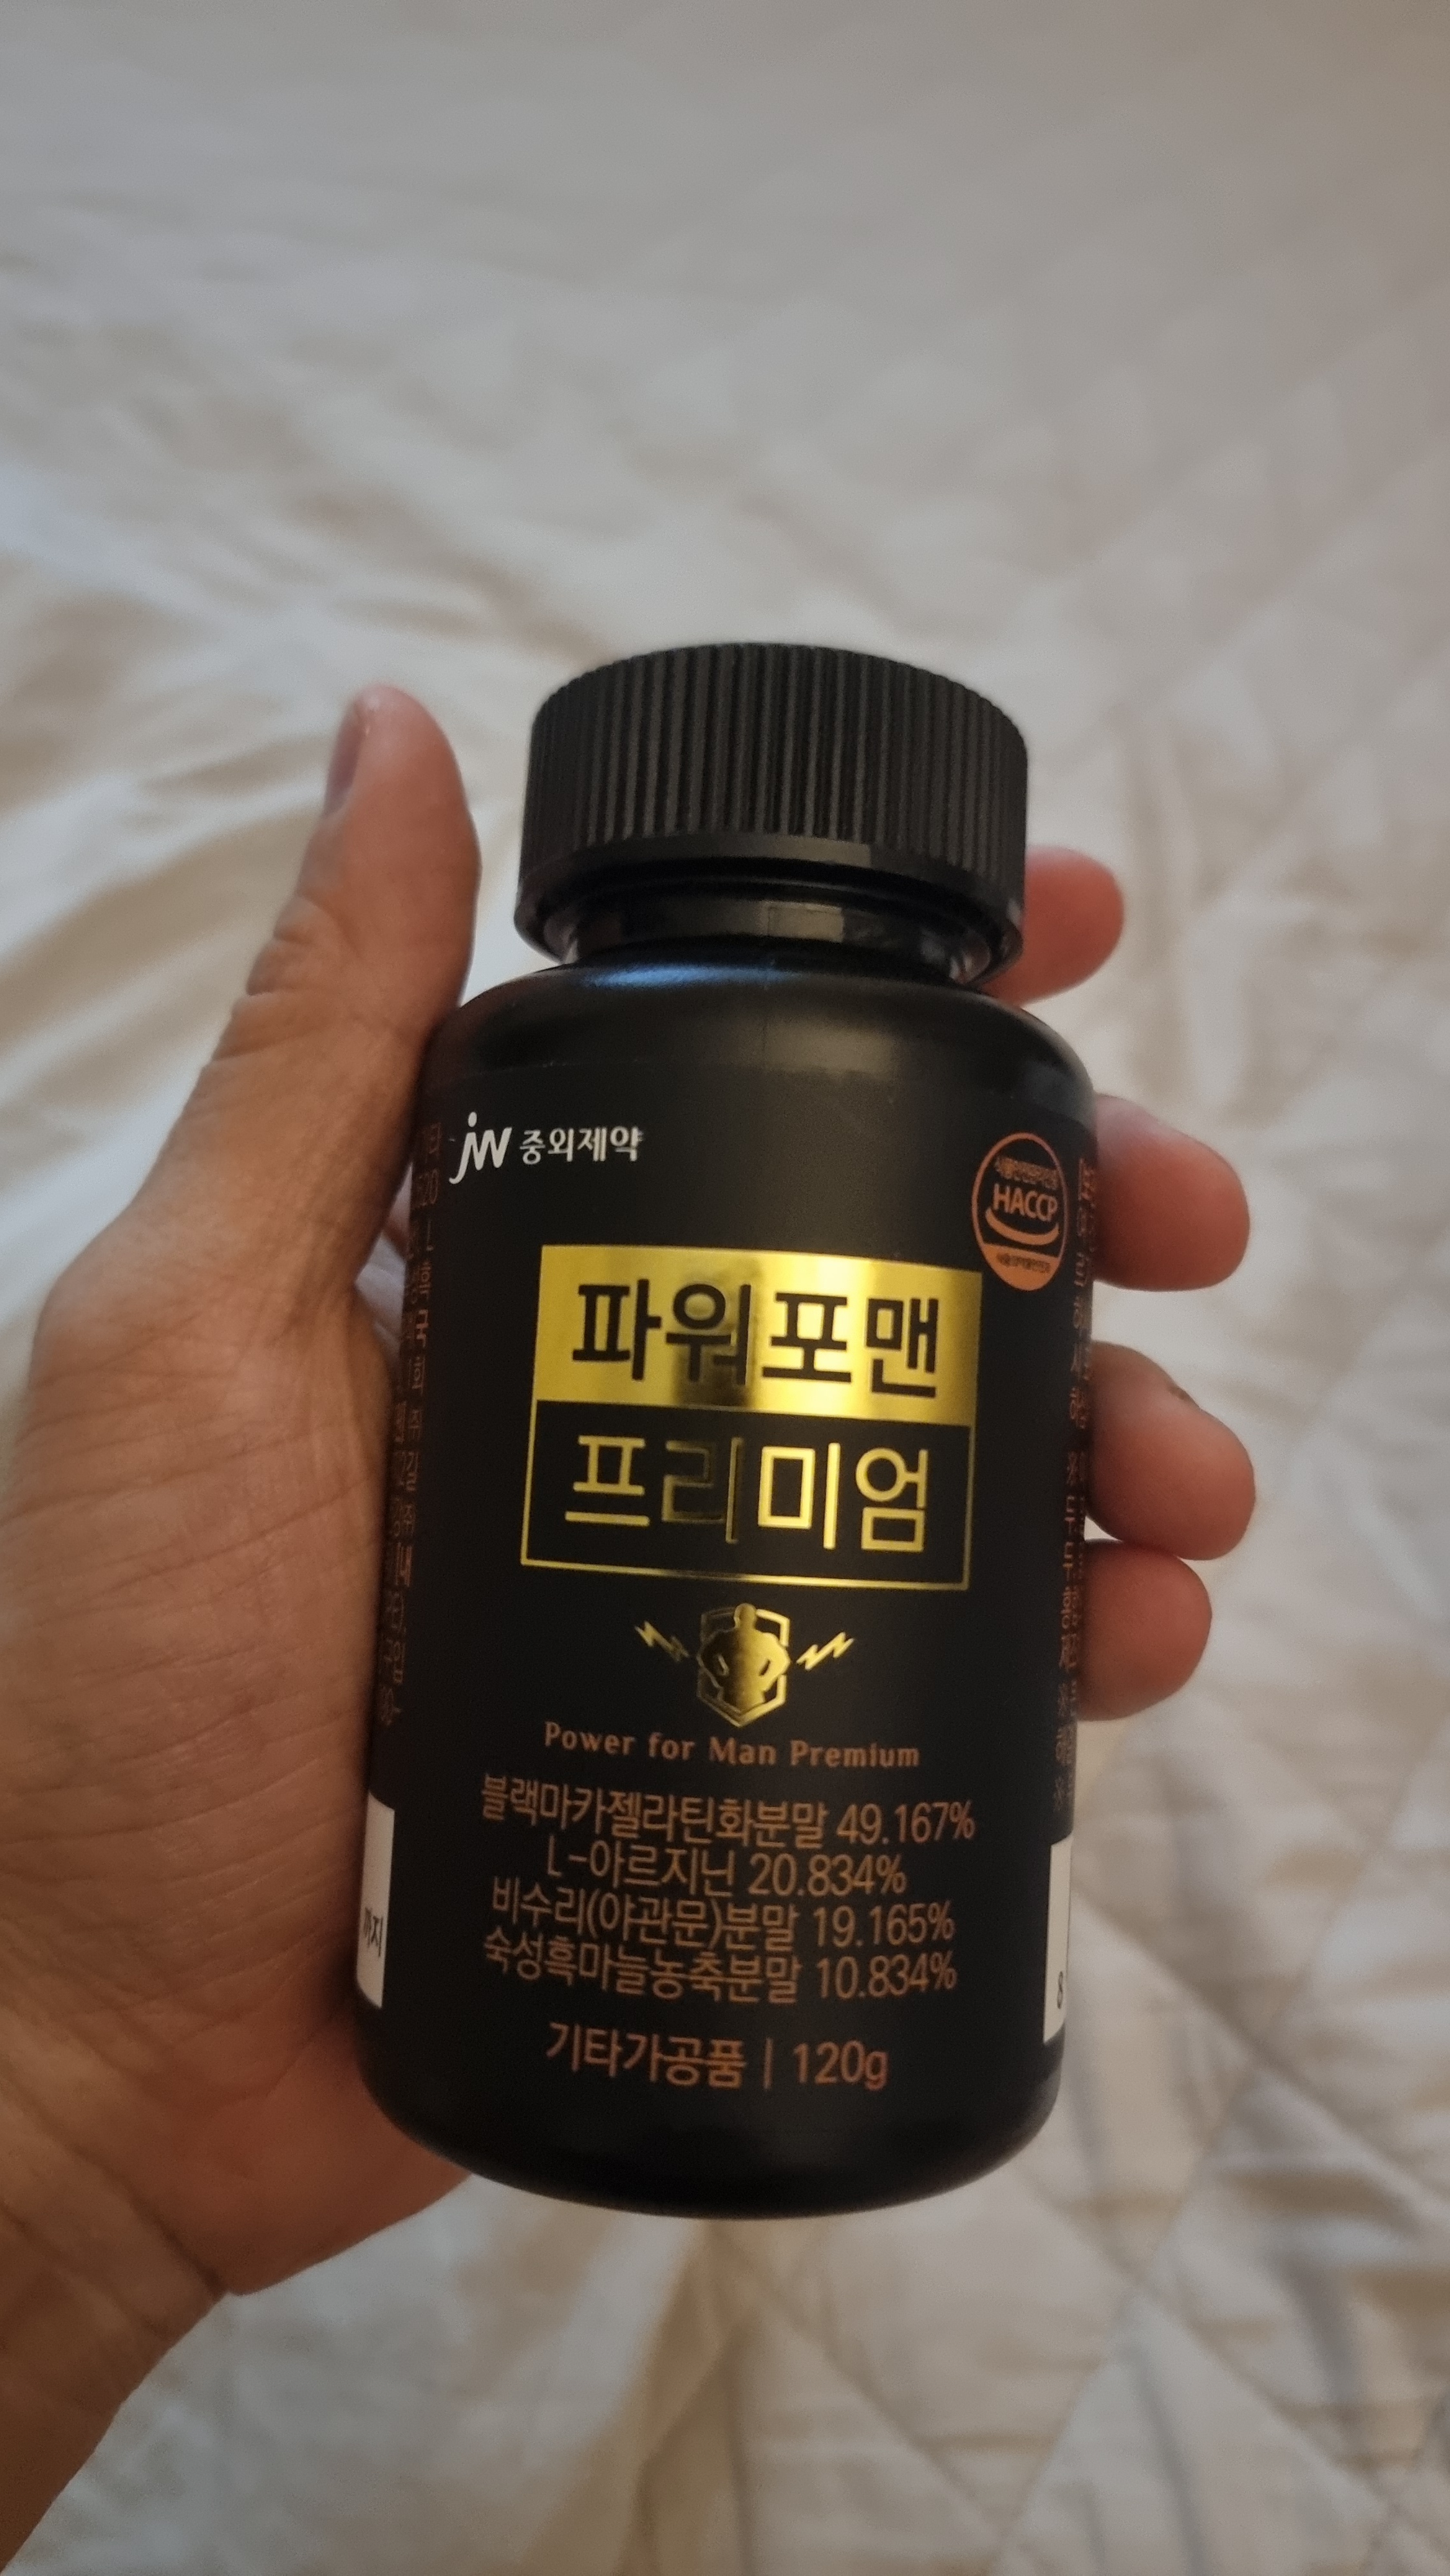 jw 중외제약
HACCP
파워포맨
프리미엄
Power for Man Premium
블랙마카젤라틴화분말 49.167%
L-아르지닌 20.834%
비수리(야관문)분말 19.165%
숙성흑마늘농축분말 10.834%
기타가공품 | 120g
까지